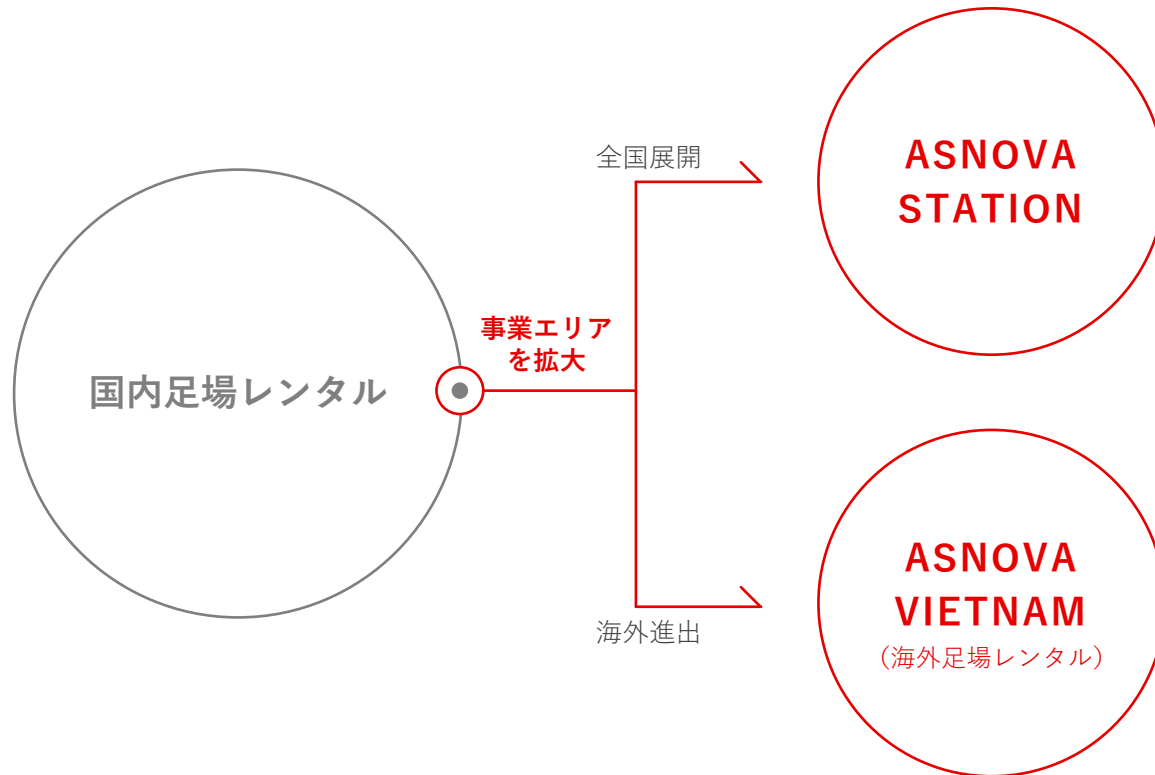 国内足場レンタル
事業エリア
を拡大
全国展開
ASNOVA
STATION
海外進出
ASNOVA
VIETNAM
（海外足場レンタル）